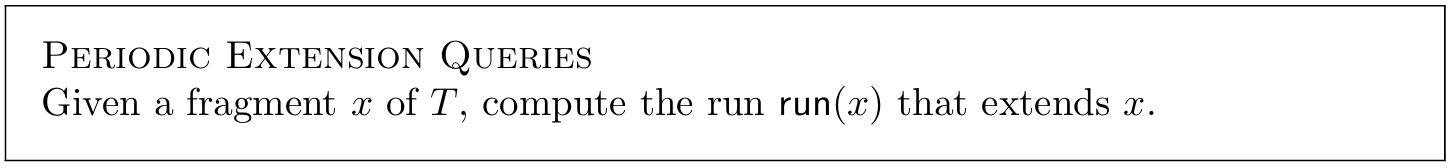 PERIODIC EXTENSION QUERIES
Given a fragment x of T, compute the run run(x) that extends x.